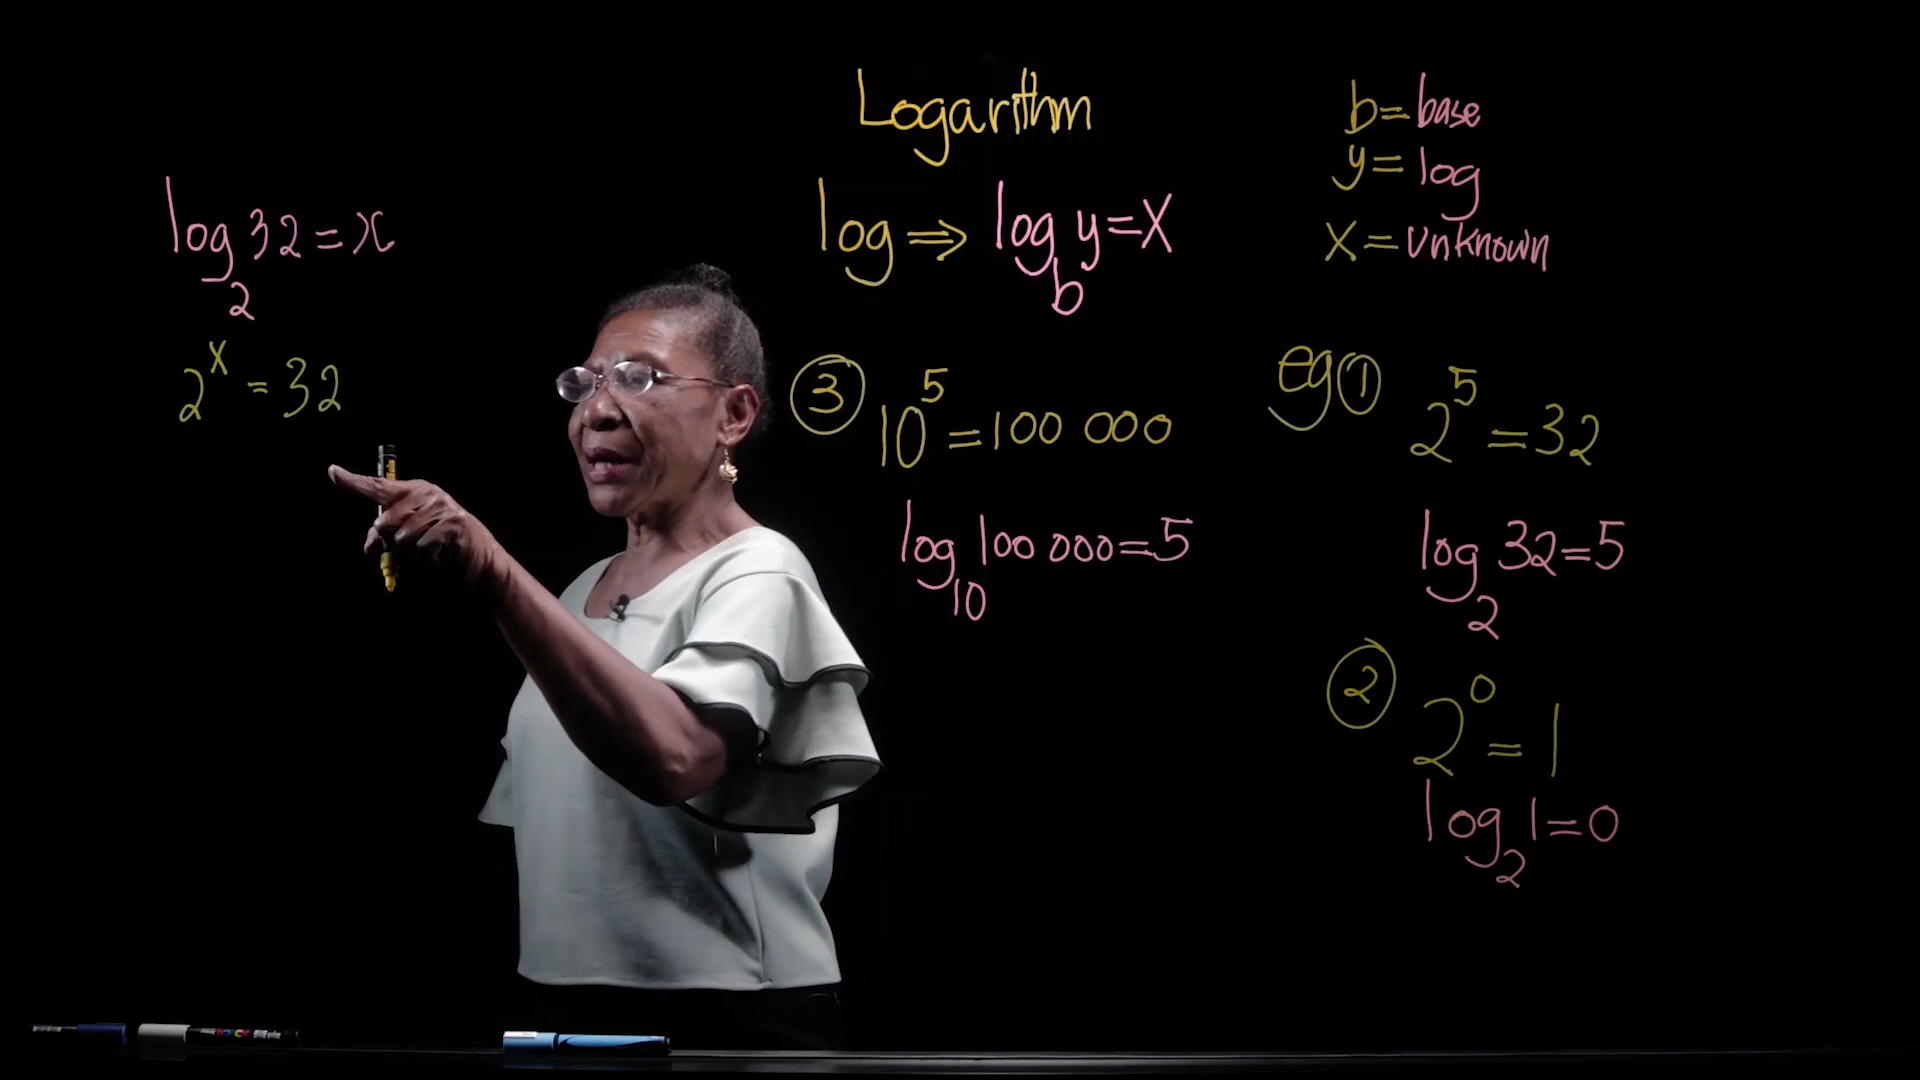 Logarithm
log ⇒ log_b y = X
b = base
y = log
X = Unknown
log_2 32 = x
2^x = 32
③ 10^5 = 100 000
log_10 100 000 = 5
eg ① 2^5 = 32
log_2 32 = 5
② 2^0 = 1
log_2 1 = 0